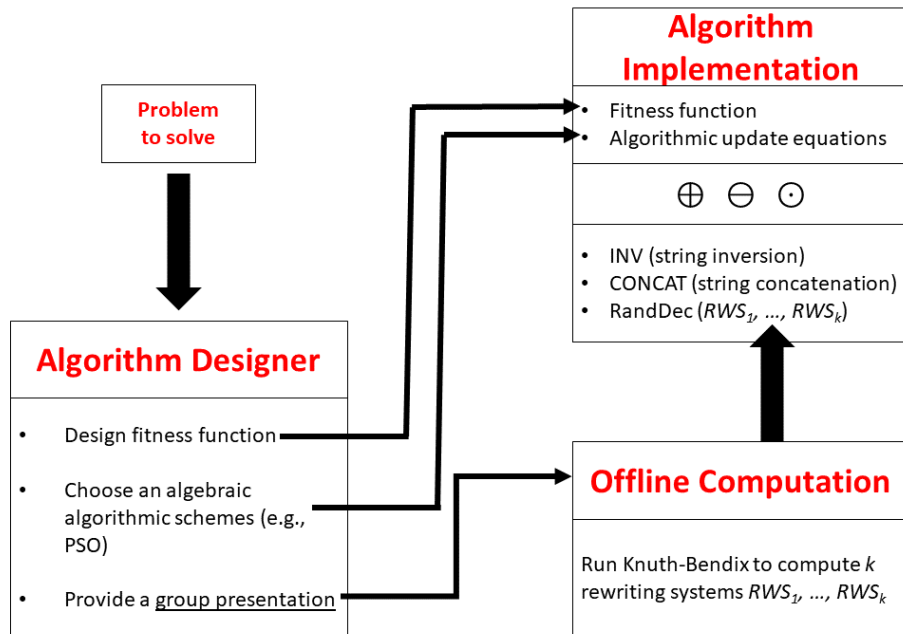 Problem
to solve
Algorithm Designer
• Design fitness function
• Choose an algebraic
algorithmic schemes (e.g.,
PSO)
• Provide a group presentation
Algorithm
Implementation
• Fitness function
• Algorithmic update equations
⊕ ⊖ ⊙
• INV (string inversion)
• CONCAT (string concatenation)
• RandDec (RWS₁, ..., RWSₖ)
Offline Computation
Run Knuth-Bendix to compute k
rewriting systems RWS₁, ..., RWSₖ